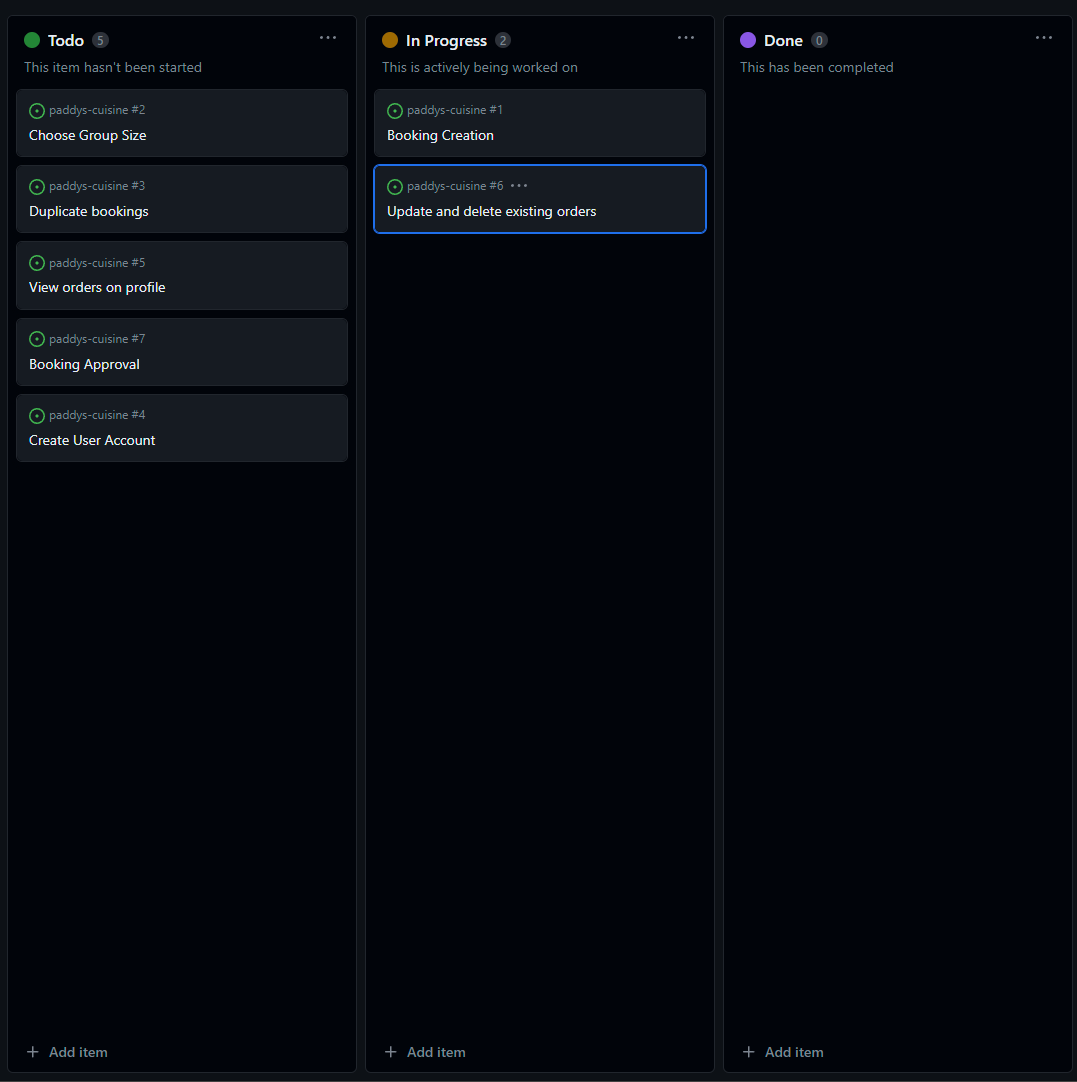 Todo 5
This item hasn't been started
paddys-cuisine #2
Choose Group Size
paddys-cuisine #3
Duplicate bookings
paddys-cuisine #5
View orders on profile
paddys-cuisine #7
Booking Approval
paddys-cuisine #4
Create User Account
Add item
In Progress 2
This is actively being worked on
paddys-cuisine #1
Booking Creation
paddys-cuisine #6
Update and delete existing orders
Add item
Done 0
This has been completed
Add item